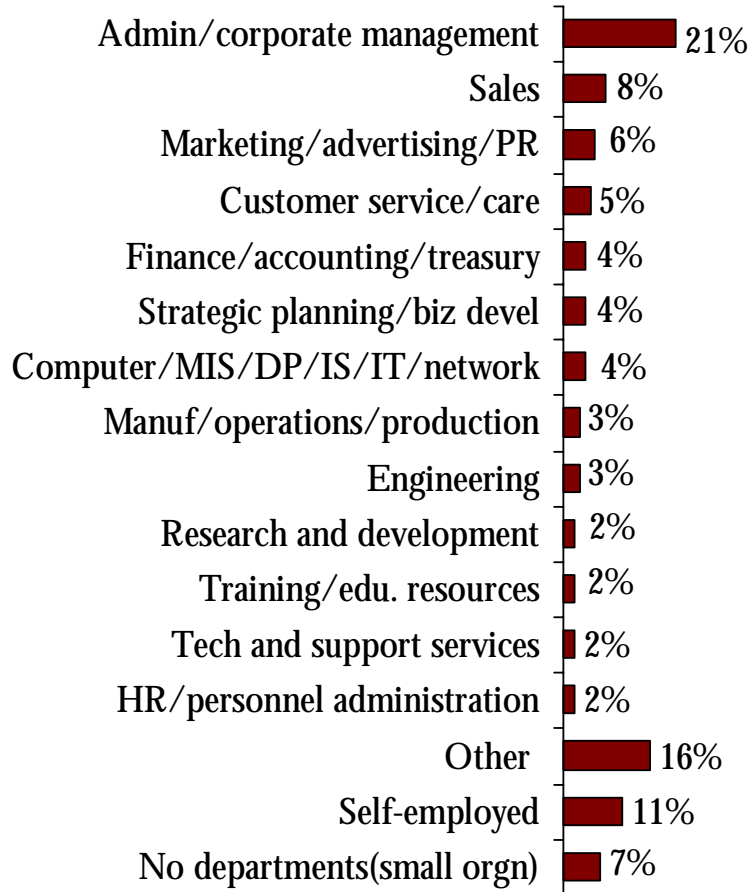 Admin/corporate management 21%
Sales 8%
Marketing/advertising/PR 6%
Customer service/care 5%
Finance/accounting/treasury 4%
Strategic planning/biz devel 4%
Computer/MIS/DP/IS/IT/network 4%
Manuf/operations/production 3%
Engineering 3%
Research and development 2%
Training/edu. resources 2%
Tech and support services 2%
HR/personnel administration 2%
Other 16%
Self-employed 11%
No departments(small orgn) 7%